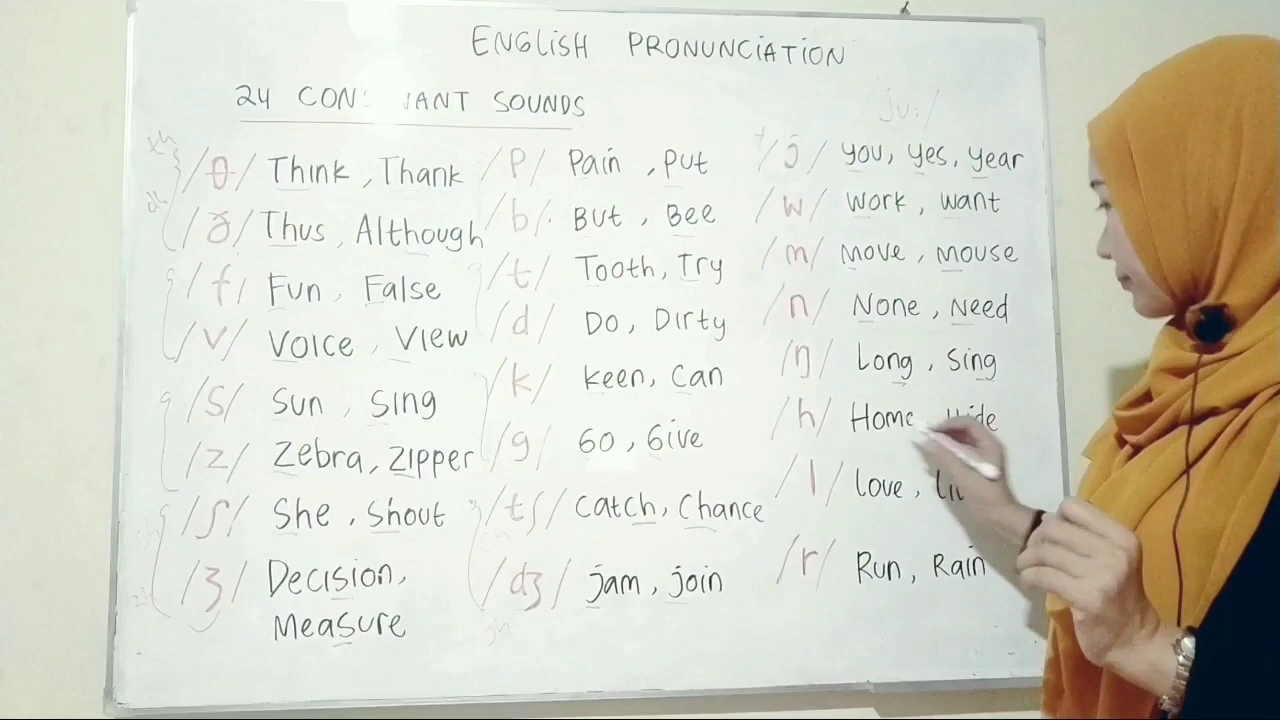 ENGLISH PRONUNCIATION
24 CON VANT SOUNDS
/θ/ Think, Thank
/ð/ Thus, Although
/f/ Fun, False
/v/ Voice, View
/s/ Sun, Sing
/z/ Zebra, Zipper
/ʃ/ She, Shout
/ʒ/ Decision,
Measure
/p/ Pain, Put
/b/ But, Bee
/t/ Tooth, Try
/d/ Do, Dirty
/k/ keen, Can
/g/ Go, Give
/tʃ/ Catch, Chance
/dʒ/ jam, join
/ju:/
/j/ you, yes, year
/w/ work, want
/m/ move, mouse
/n/ None, Need
/ŋ/ Long, Sing
/h/ Home,
/l/ Love,
/r/ Run, Rain